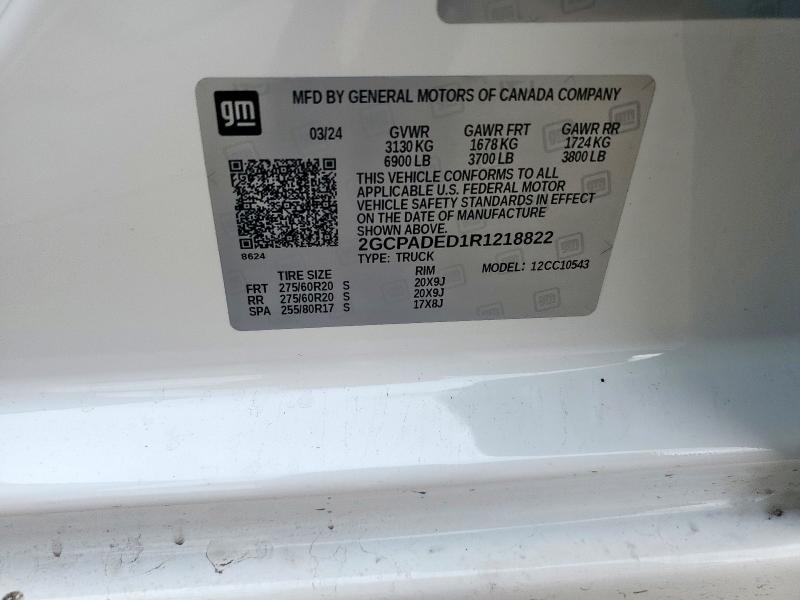 gm
MFD BY GENERAL MOTORS OF CANADA COMPANY
03/24 GVWR GAWR FRT GAWR RR
3130 KG 1678 KG 1724 KG
6900 LB 3700 LB 3800 LB
THIS VEHICLE CONFORMS TO ALL
APPLICABLE U.S. FEDERAL MOTOR
VEHICLE SAFETY STANDARDS IN EFFECT
ON THE DATE OF MANUFACTURE
SHOWN ABOVE.
8624
2GCPADED1R1218822
TYPE: TRUCK MODEL: 12CC10543
TIRE SIZE RIM
FRT 275/60R20 S 20X9J
RR 275/60R20 S 20X9J
SPA 255/80R17 S 17X8J